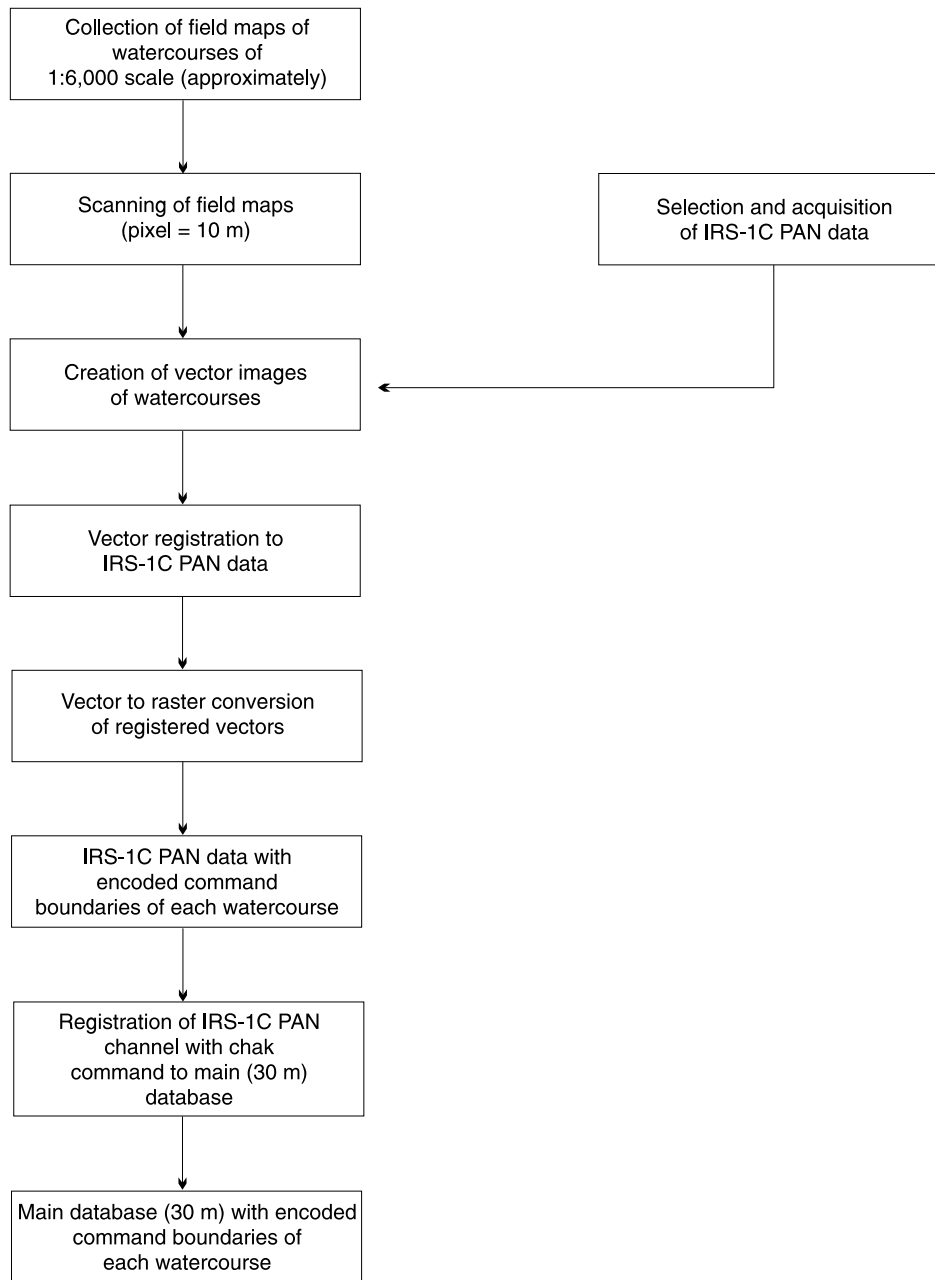 Collection of field maps of
watercourses of
1:6,000 scale (approximately)
Scanning of field maps
(pixel = 10 m)
Selection and acquisition
of IRS-1C PAN data
Creation of vector images
of watercourses
Vector registration to
IRS-1C PAN data
Vector to raster conversion
of registered vectors
IRS-1C PAN data with
encoded command
boundaries of each watercourse
Registration of IRS-1C PAN
channel with chak
command to main (30 m)
database
Main database (30 m) with encoded
command boundaries of
each watercourse